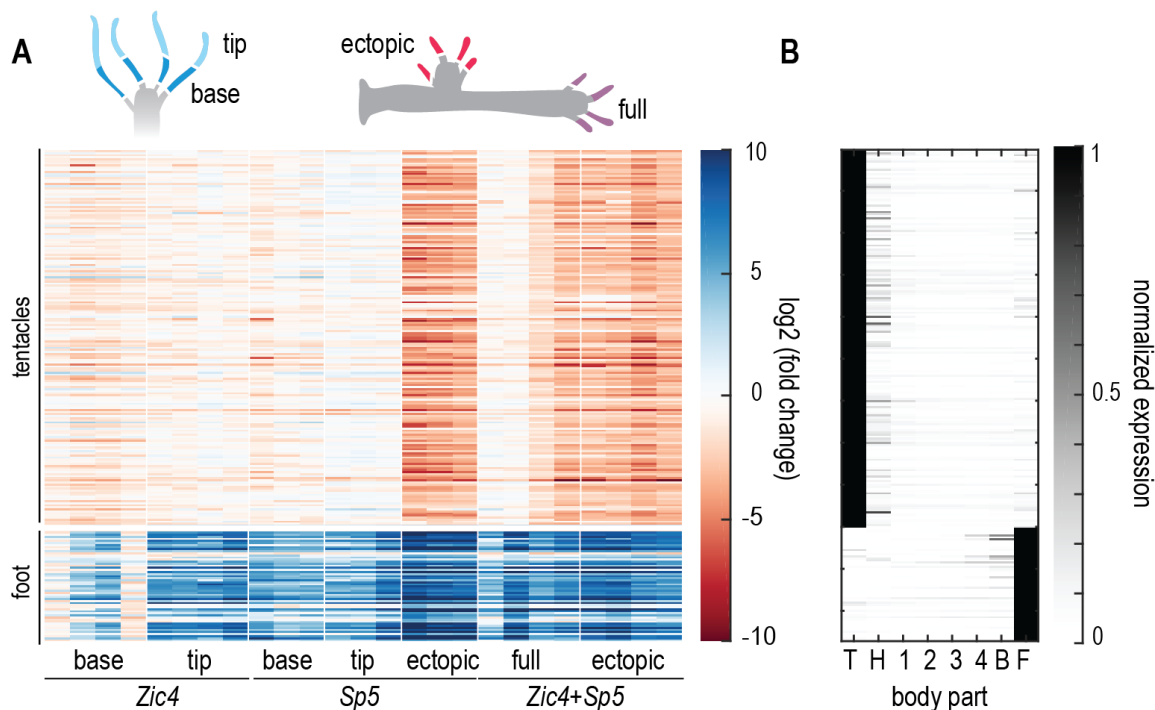 A
tip
base
ectopic
full
B
tentacles
foot
10
5
0
-5
-10
log2 (fold change)
1
0.5
0
normalized expression
base tip base tip ectopic full ectopic
Zic4 Sp5 Zic4+Sp5
T H 1 2 3 4 B F
body part